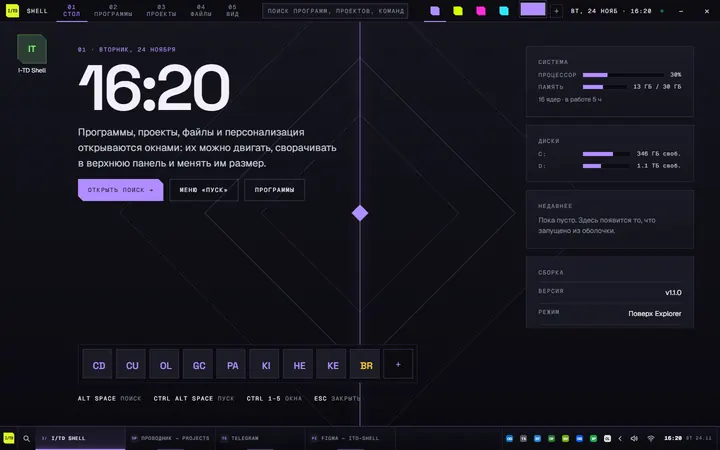 I/TD
SHELL
01
СТОЛ
02
ПРОГРАММЫ
03
ПРОЕКТЫ
04
ФАЙЛЫ
05
ВИД
ПОИСК ПРОГРАММ, ПРОЕКТОВ, КОМАНД
+
ВТ, 24 НОЯБ · 16:20
IT
I-TD Shell
01 · ВТОРНИК, 24 НОЯБРЯ
16:20
Программы, проекты, файлы и персонализация
открываются окнами: их можно двигать, сворачивать
в верхнюю панель и менять им размер.
ОТКРЫТЬ ПОИСК →
МЕНЮ «ПУСК»
ПРОГРАММЫ
СИСТЕМА
ПРОЦЕССОР 30%
ПАМЯТЬ 13 ГБ / 30 ГБ
16 ядер · в работе 5 ч
ДИСКИ
C: 346 ГБ своб.
D: 1.1 ТБ своб.
НЕДАВНЕЕ
Пока пусто. Здесь появится то, что
запущено из оболочки.
СБОРКА
ВЕРСИЯ v1.1.0
РЕЖИМ Поверх Explorer
CD CU OL GC PA KI HE KE BR +
ALT SPACE ПОИСК CTRL ALT SPACE ПУСК CTRL 1-5 ОКНА ESC ЗАКРЫТЬ
I/TD
I/TD SHELL
ПРОВОДНИК — PROJECTS
TELEGRAM
FIGMA — ITD-SHELL
16:20 ВТ 24.11